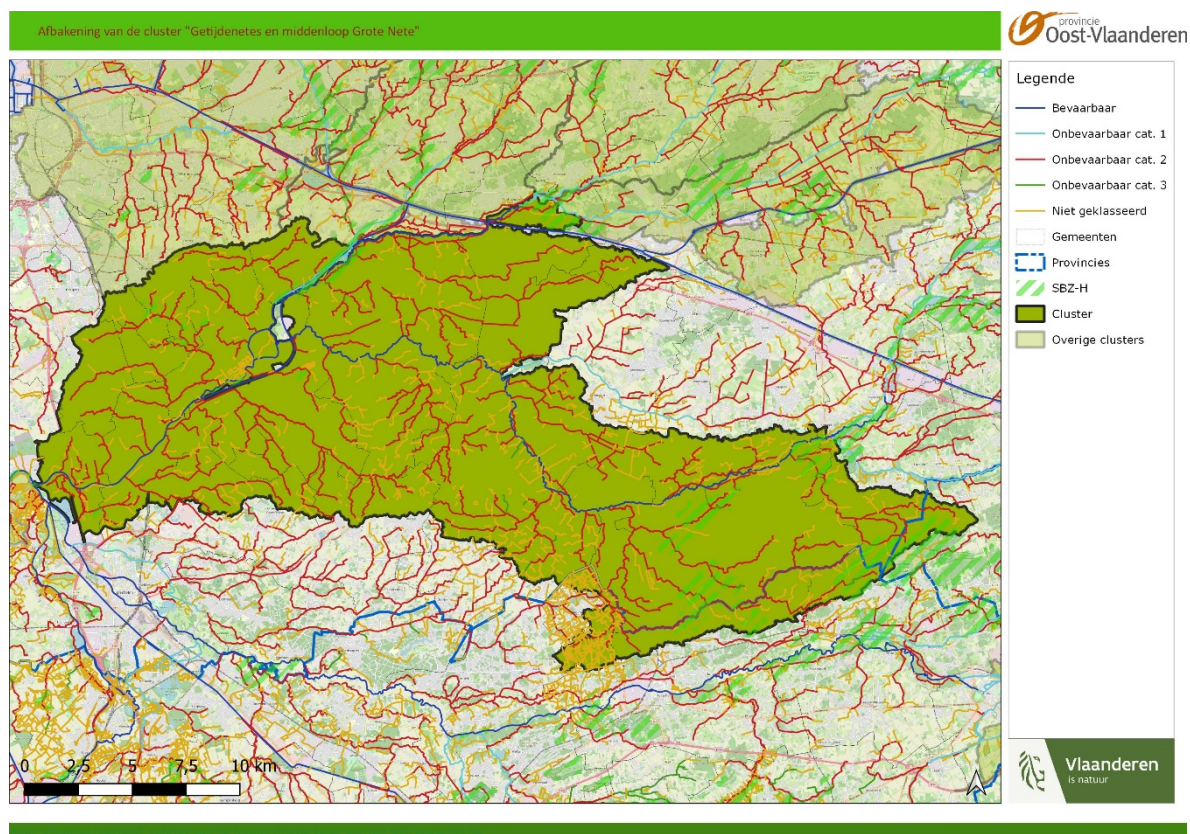 Afbakening van de cluster "Getijdenetes en middenloop Grote Nete"
provincie
Oost-Vlaanderen
Legende
Bevaarbaar
Onbevaarbaar cat. 1
Onbevaarbaar cat. 2
Onbevaarbaar cat. 3
Niet geklasseerd
Gemeenten
Provincies
SBZ-H
Cluster
Overige clusters
0 2,5 5 7,5 10 km
Vlaanderen
is natuur